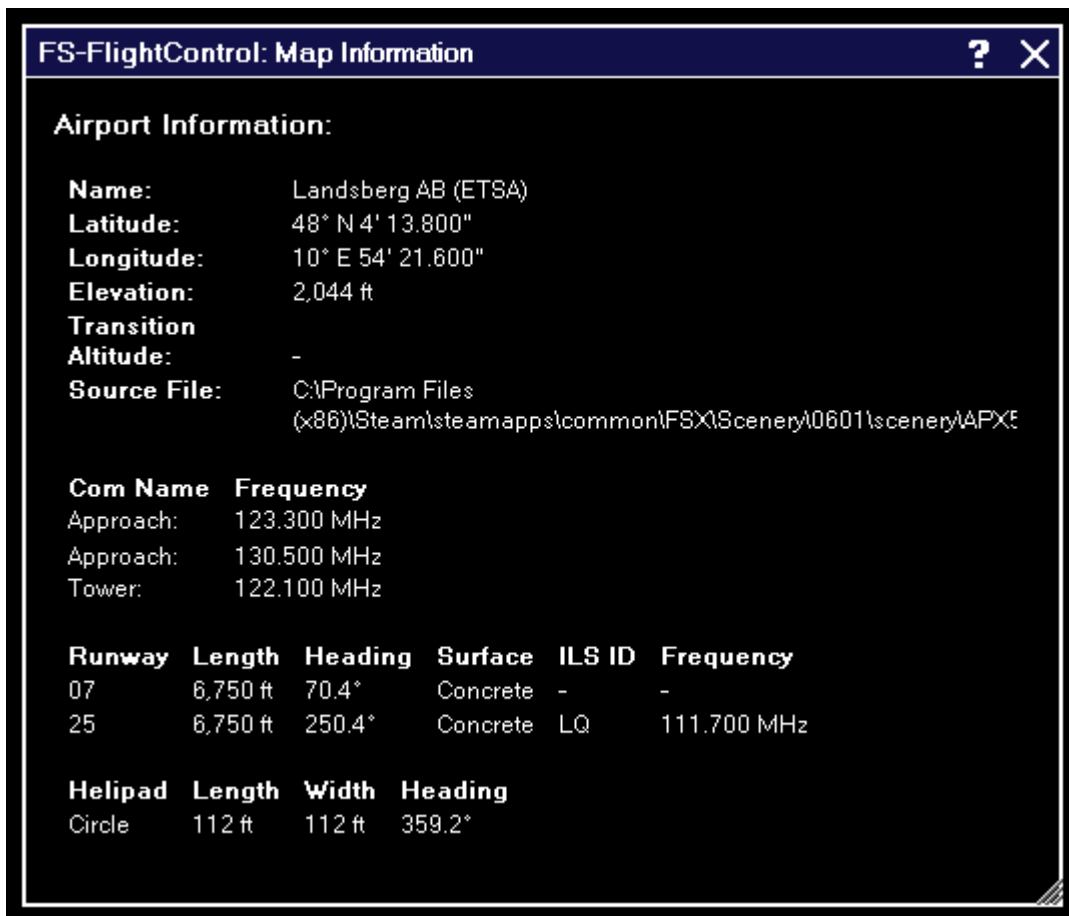 FS-FlightControl: Map Information ? X
Airport Information:
Name: Landsberg AB (ETSA)
Latitude: 48° N 4' 13.800"
Longitude: 10° E 54' 21.600"
Elevation: 2,044 ft
Transition
Altitude: -
Source File: C:\Program Files
(x86)\Steam\steamapps\common\FSX\Scenery\0601\scenery\APX5
Com Name Frequency
Approach: 123.300 MHz
Approach: 130.500 MHz
Tower: 122.100 MHz
Runway Length Heading Surface ILS ID Frequency
07 6,750 ft 70.4° Concrete - -
25 6,750 ft 250.4° Concrete LQ 111.700 MHz
Helipad Length Width Heading
Circle 112 ft 112 ft 359.2°